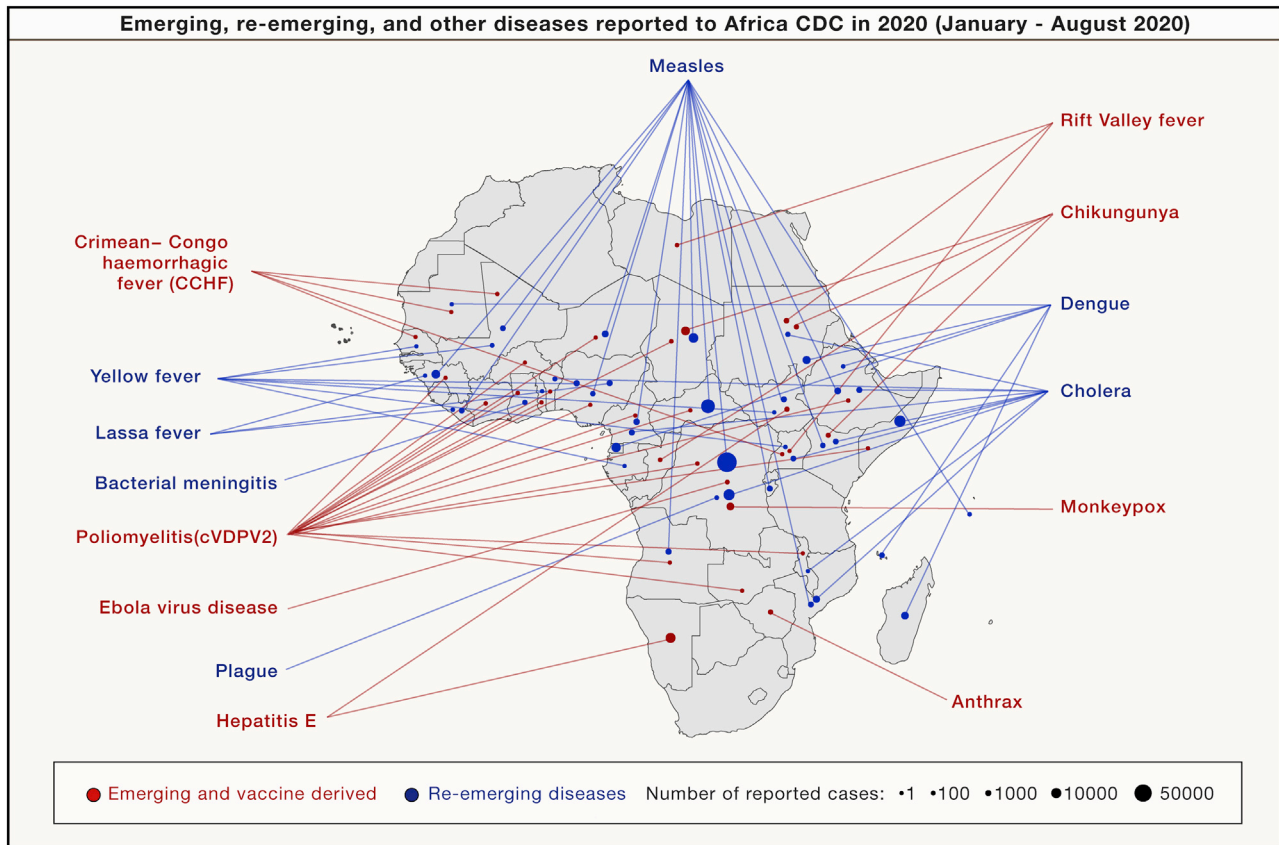 Emerging, re-emerging, and other diseases reported to Africa CDC in 2020 (January - August 2020)
Measles
Rift Valley fever
Chikungunya
Crimean– Congo
haemorrhagic
fever (CCHF)
Dengue
Yellow fever
Cholera
Lassa fever
Bacterial meningitis
Monkeypox
Poliomyelitis(cVDPV2)
Ebola virus disease
Plague
Anthrax
Hepatitis E
Emerging and vaccine derived Re-emerging diseases Number of reported cases: 1 100 1000 10000 50000